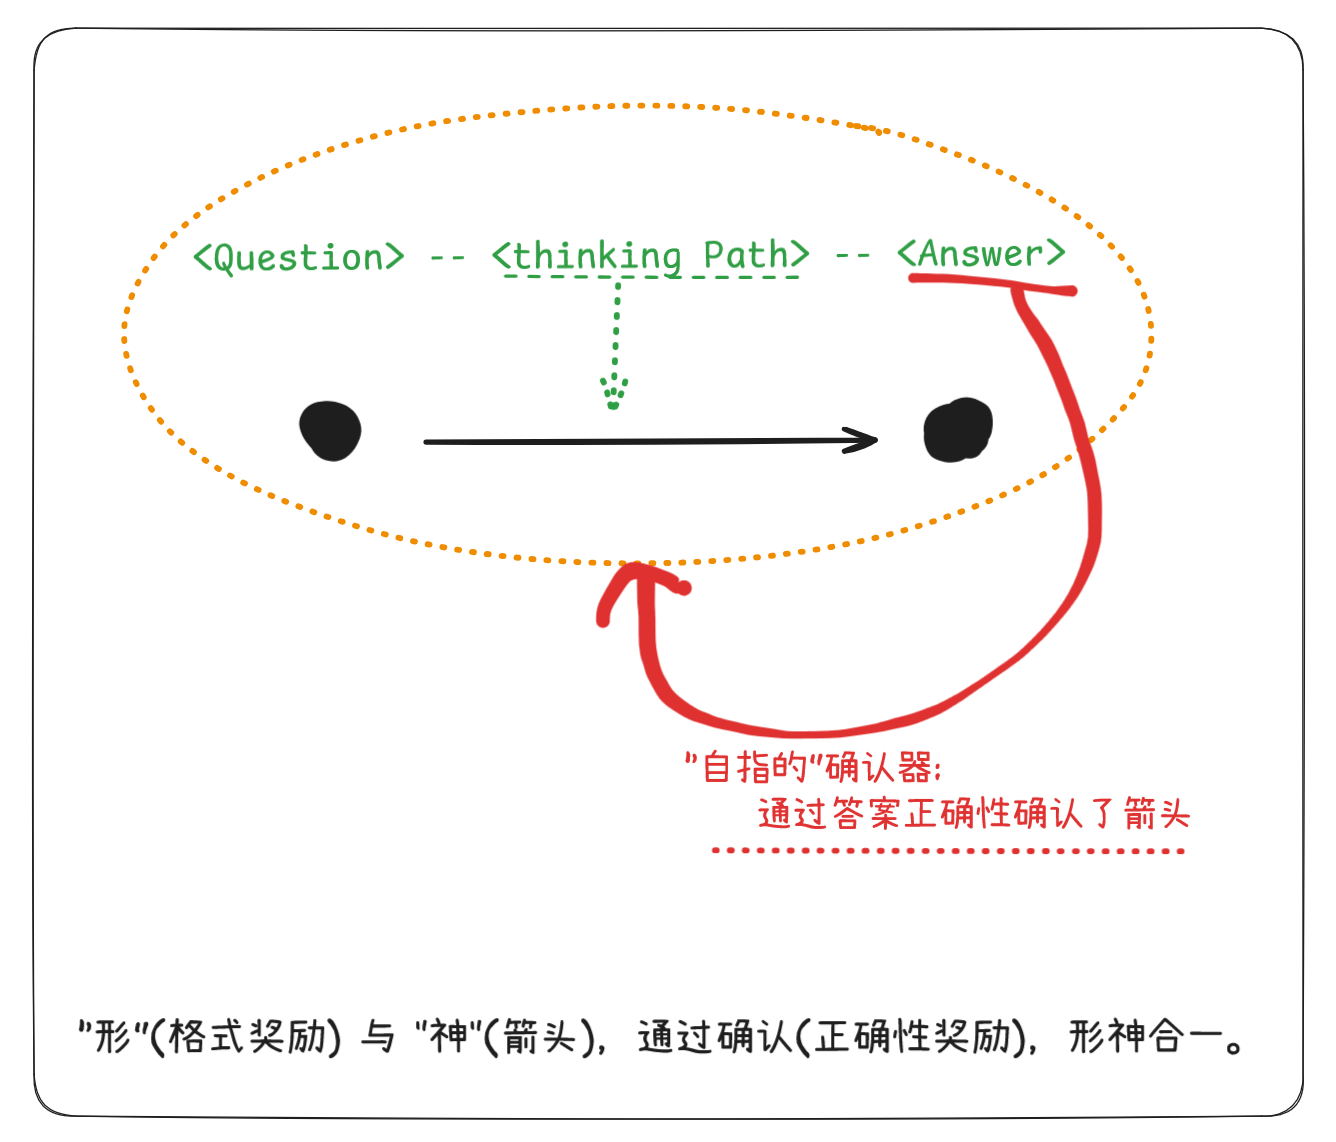 <Question> -- <thinking Path> -- <Answer>
"自指的"确认器:
通过答案正确性确认了箭头
"形"(格式奖励) 与 "神"(箭头), 通过确认(正确性奖励), 形神合一。